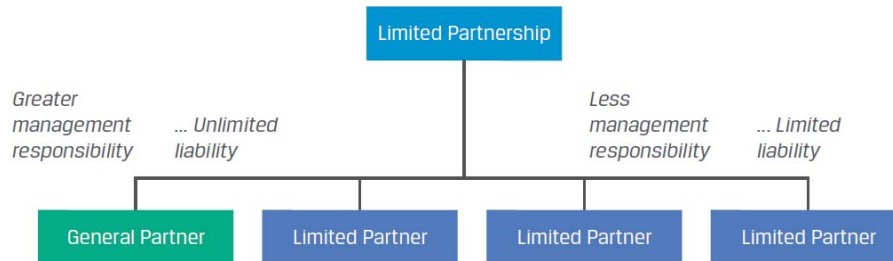 Limited Partnership
Greater
management
responsibility
... Unlimited
liability
Less
management
responsibility
... Limited
liability
General Partner
Limited Partner
Limited Partner
Limited Partner